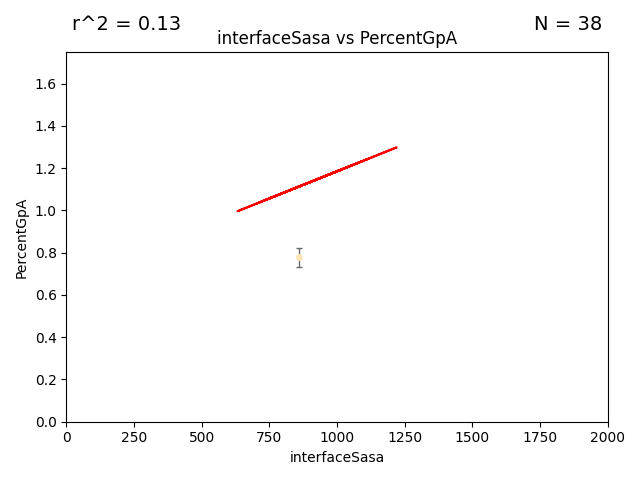 r^2 = 0.13
N = 38
interfaceSasa vs PercentGpA
PercentGpA
1.6
1.4
1.2
1.0
0.8
0.6
0.4
0.2
0.0
0 250 500 750 1000 1250 1500 1750 2000
interfaceSasa